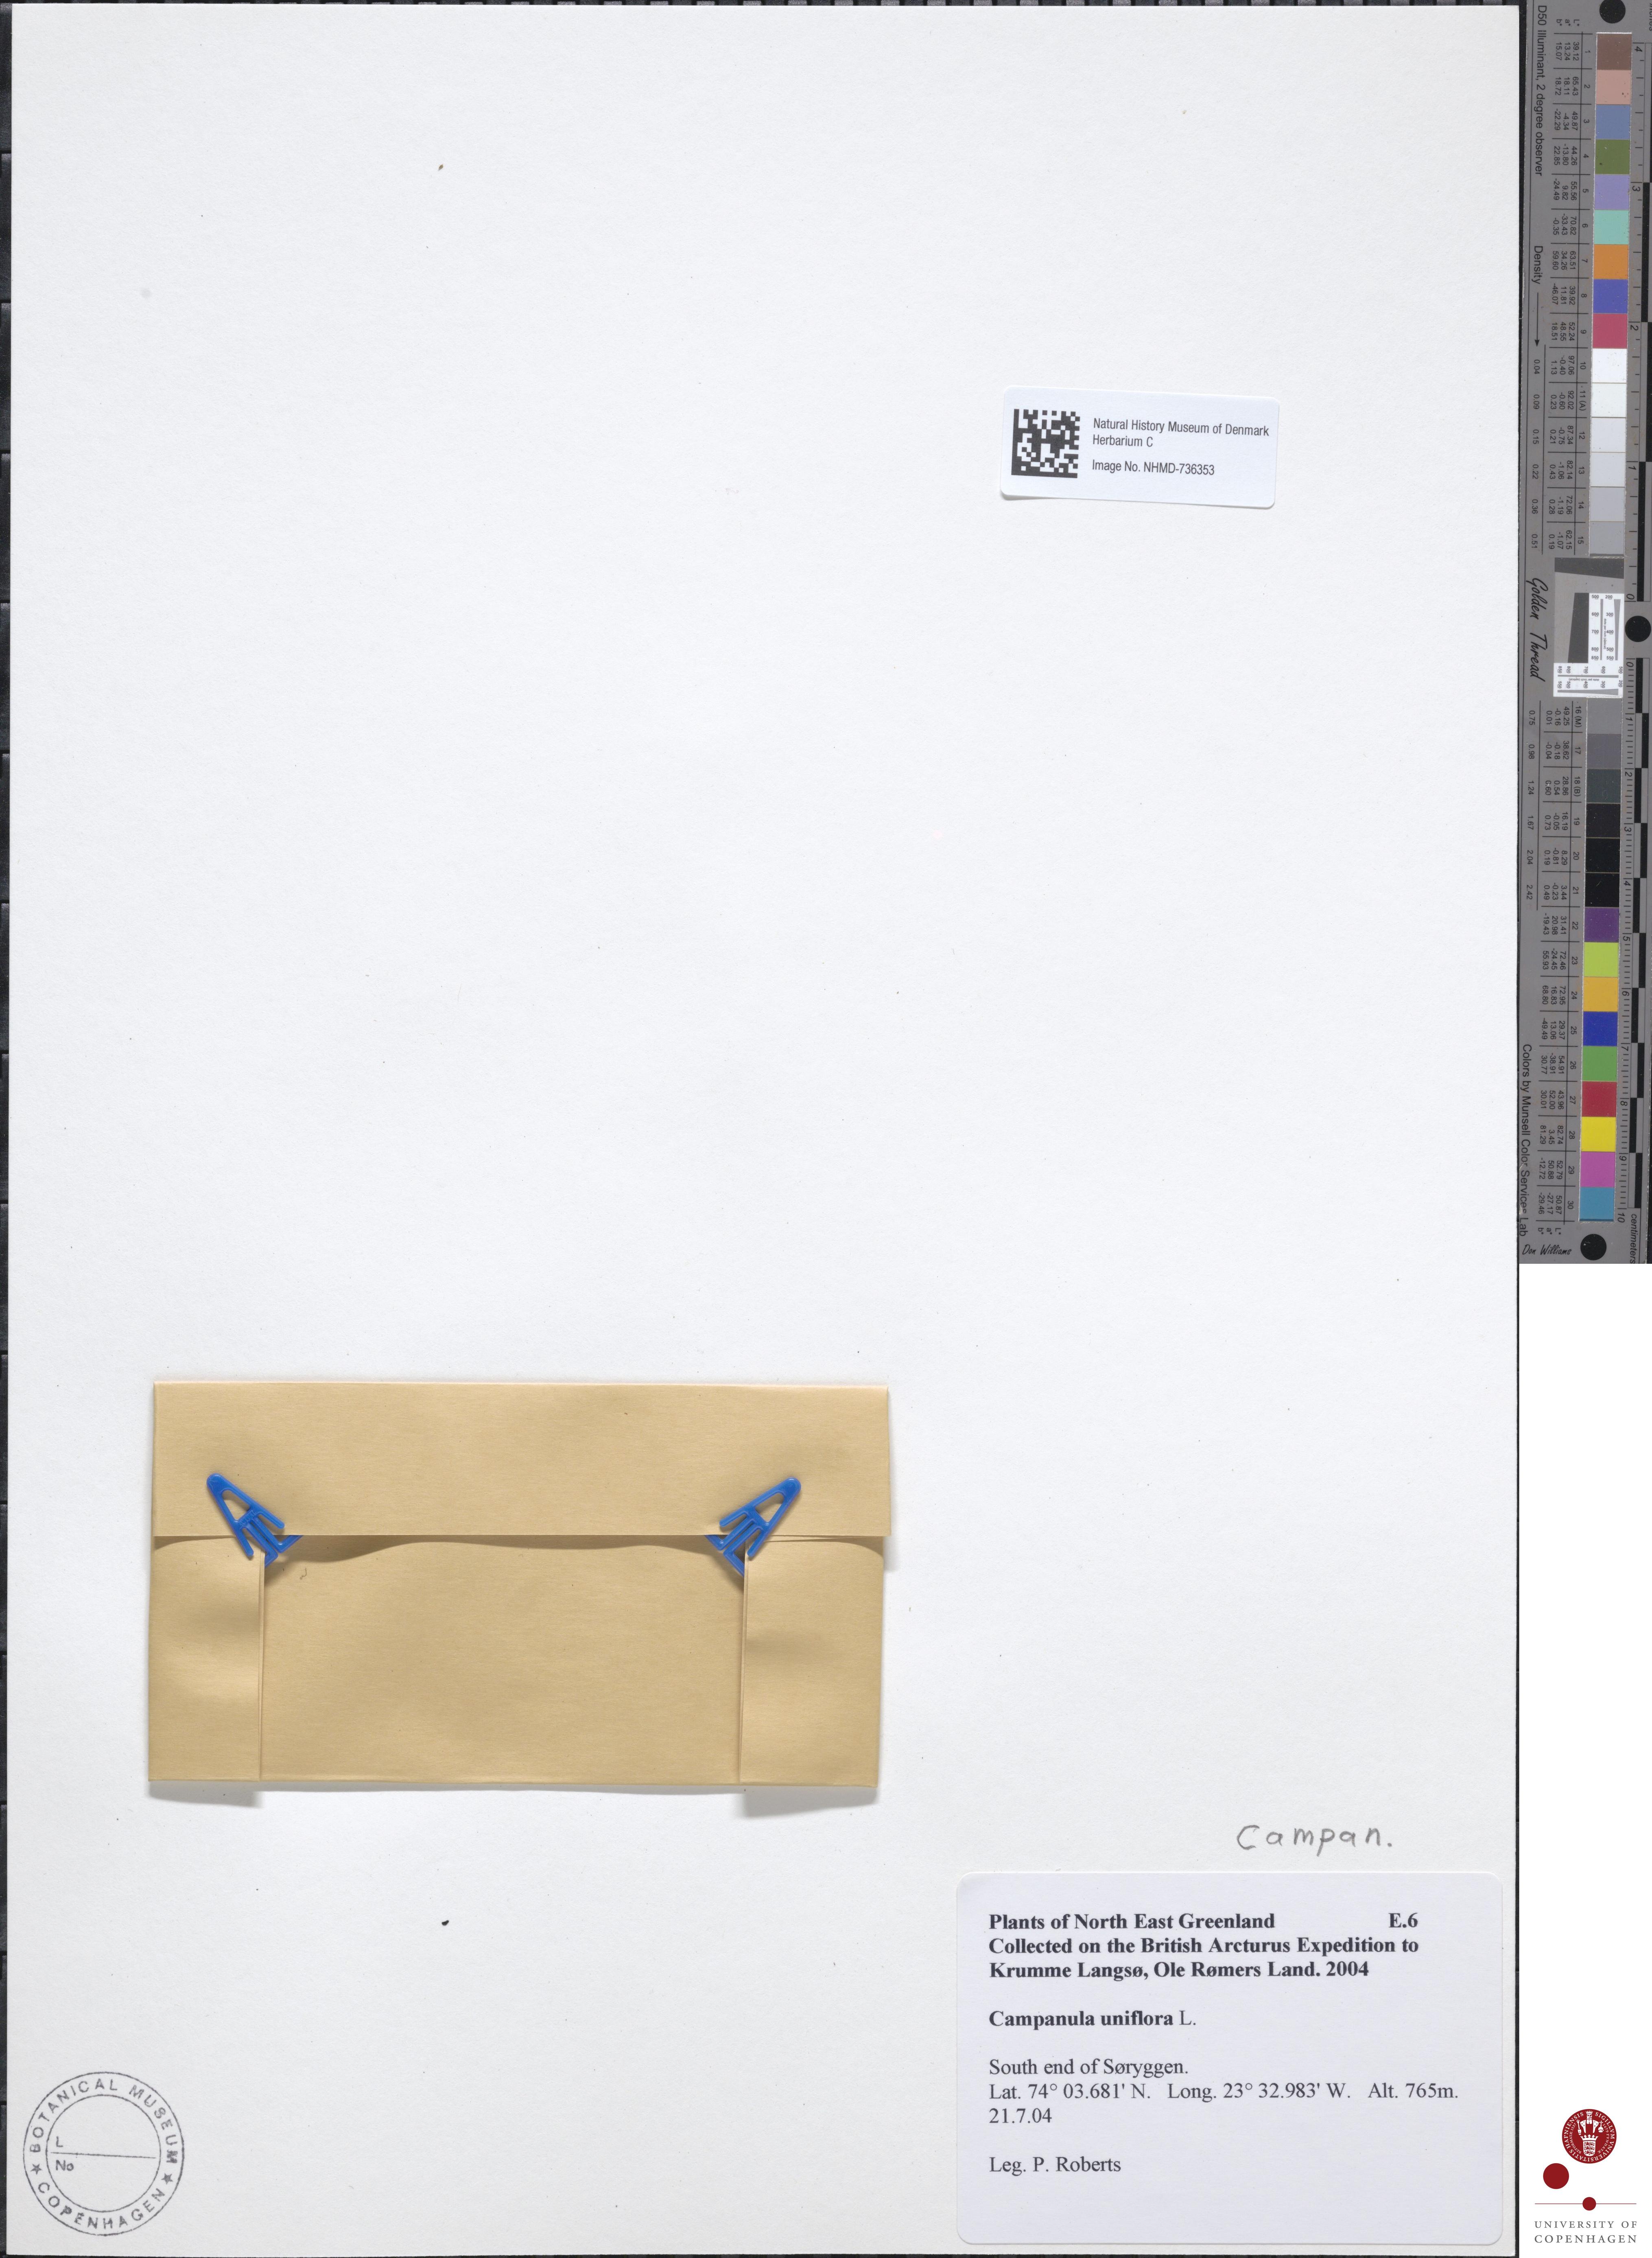 Natural History Museum of Denmark
Herbarium C
Image No. NHMD-736353
Campan.
Plants of North East Greenland E.6
Collected on the British Arcturus Expedition to
Krumme Langsø, Ole Rømers Land. 2004
Campanula uniflora L.
South end of Søryggen.
Lat. 74° 03.681' N. Long. 23° 32.983' W. Alt. 765m.
21.7.04
Leg. P. Roberts
BOTANICAL MUSEUM
COPENHAGEN
L
No
D50 Illuminant, 2 degree observer
Density
Golden Thread
Colors by Munsell Color Services Lab
Don Williams
centimeters
UNIVERSITY OF
COPENHAGEN